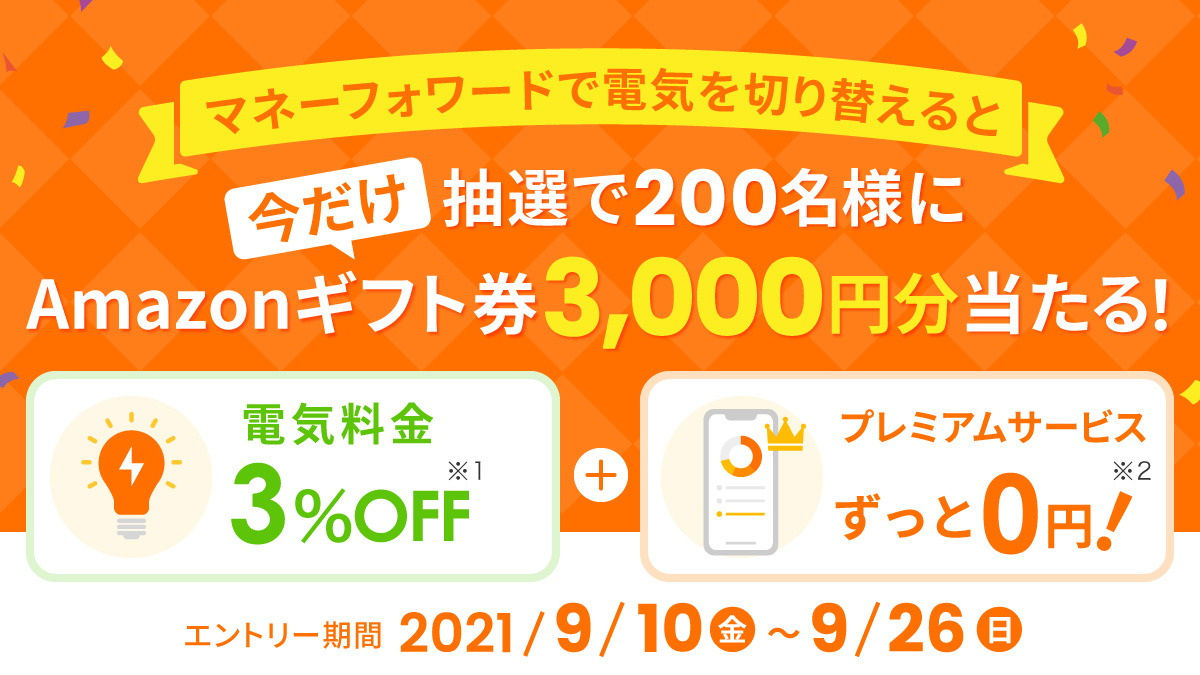 マネーフォワードで電気を切り替えると
今だけ 抽選で200名様に
Amazonギフト券3,000円分当たる!
電気料金
3%OFF ※1
+
プレミアムサービス
ずっと0円! ※2
エントリー期間 2021/9/10金~9/26日